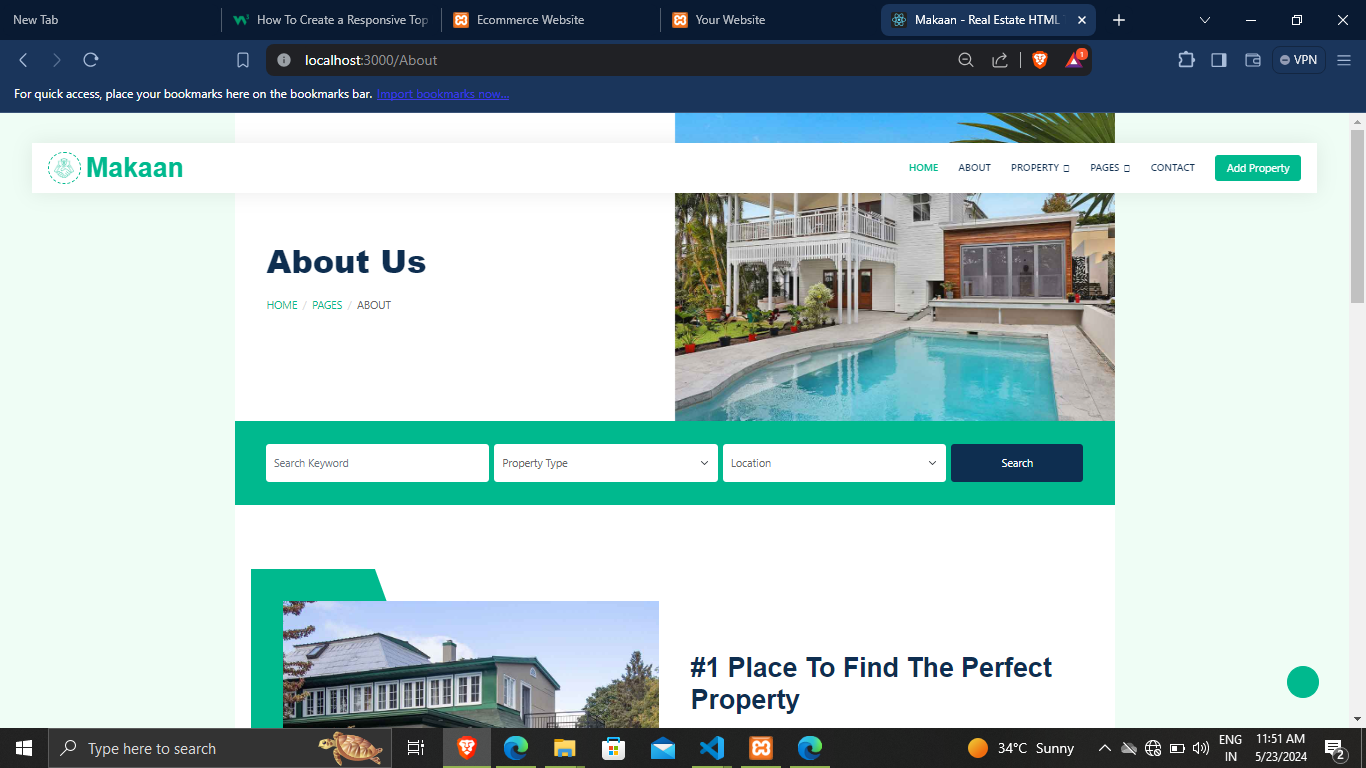 New Tab
How To Create a Responsive Top
Ecommerce Website
Your Website
Makaan - Real Estate HTML
localhost:3000/About
1
VPN
For quick access, place your bookmarks here on the bookmarks bar. Import bookmarks now...
Makaan
HOME ABOUT PROPERTY PAGES CONTACT Add Property
About Us
HOME / PAGES / ABOUT
Search Keyword Property Type Location Search
#1 Place To Find The Perfect
Property
Type here to search
34°C Sunny
ENG
IN
11:51 AM
5/23/2024
2